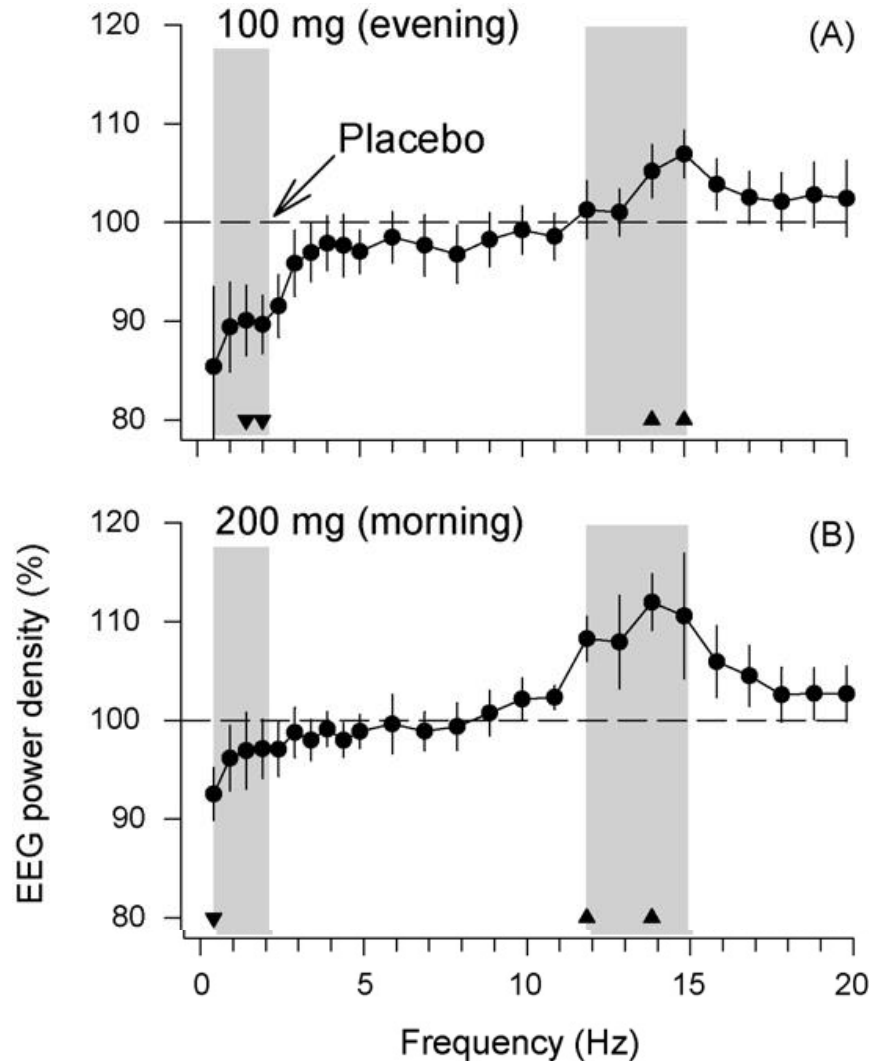 120
100 mg (evening)
(A)
110
Placebo
100
90
80
120
200 mg (morning)
(B)
110
100
90
80
EEG power density (%)
0
5
10
15
20
Frequency (Hz)